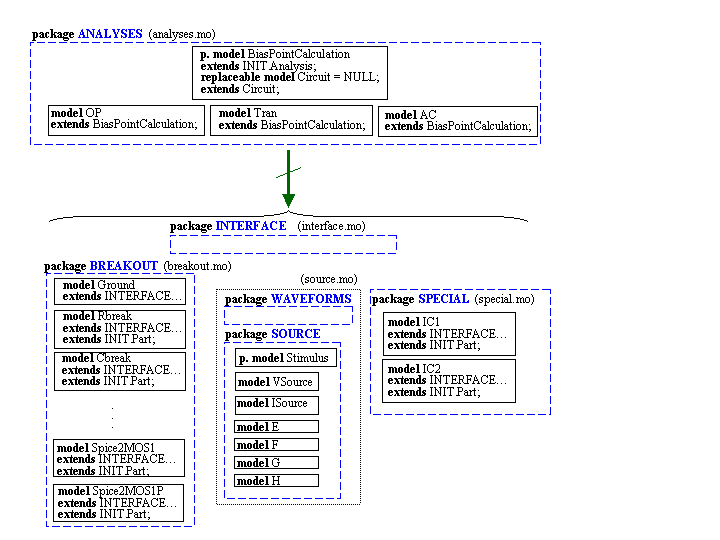 package ANALYSES (analyses.mo)
p. model BiasPointCalculation
extends INIT.Analysis;
replaceable model Circuit = NULL;
extends Circuit;
model OP
extends BiasPointCalculation;
model Tran
extends BiasPointCalculation;
model AC
extends BiasPointCalculation;
package INTERFACE (interface.mo)
package BREAKOUT (breakout.mo)
model Ground
extends INTERFACE…
model Rbreak
extends INTERFACE…
extends INIT.Part;
model Cbreak
extends INTERFACE…
extends INIT.Part;
.
.
.
model Spice2MOS1
extends INTERFACE…
extends INIT.Part;
model Spice2MOS1P
extends INTERFACE…
extends INIT.Part;
(source.mo)
package WAVEFORMS
package SOURCE
p. model Stimulus
model VSource
model ISource
model E
model F
model G
model H
package SPECIAL (special.mo)
model IC1
extends INTERFACE…
extends INIT.Part;
model IC2
extends INTERFACE…
extends INIT.Part;